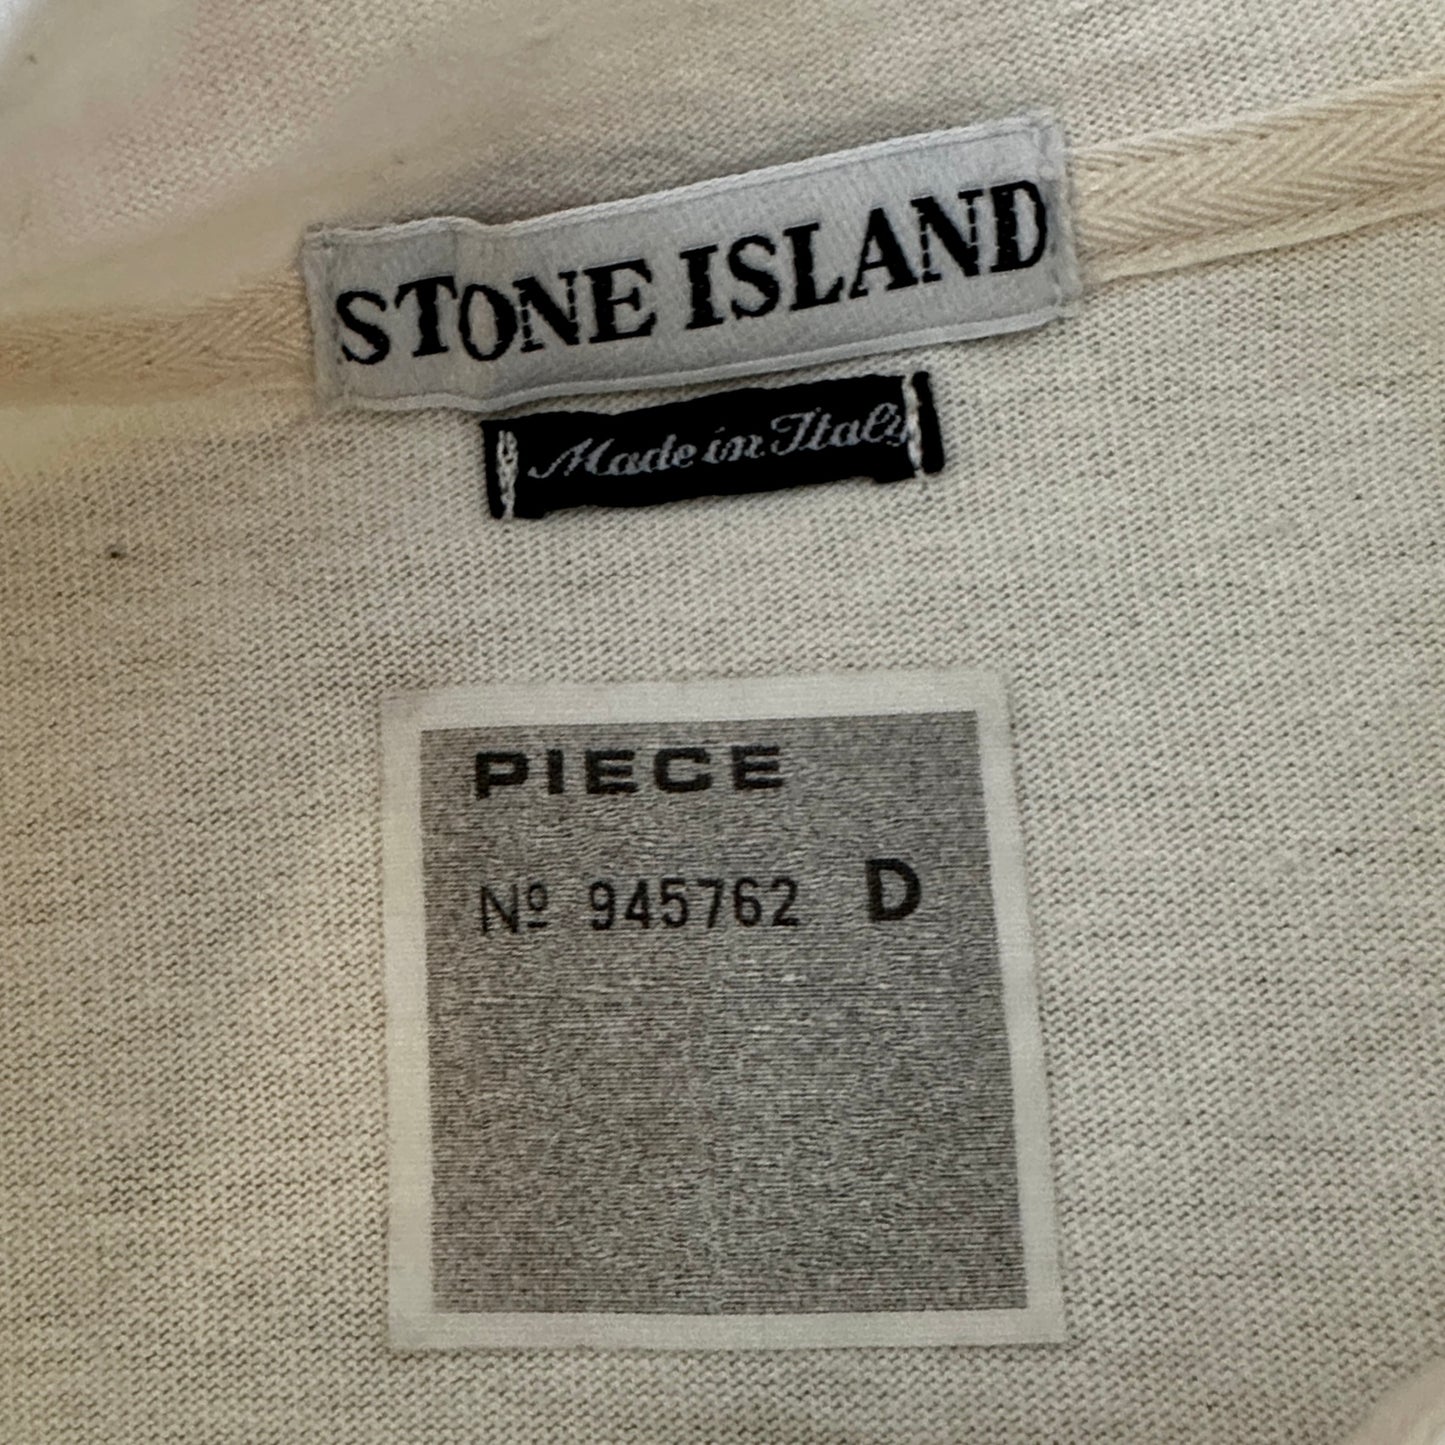 STONE ISLAND
Made in Italy
PIECE
Nº 945762 D